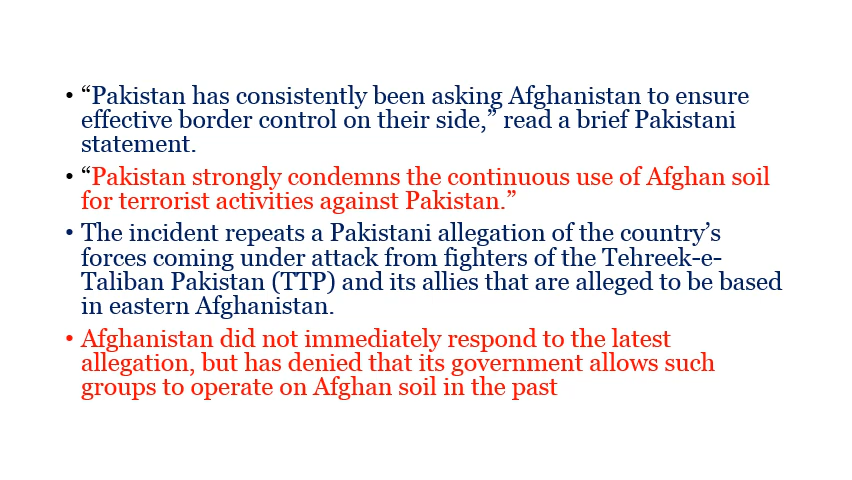 • “Pakistan has consistently been asking Afghanistan to ensure
effective border control on their side,” read a brief Pakistani
statement.
• “Pakistan strongly condemns the continuous use of Afghan soil
for terrorist activities against Pakistan.”
• The incident repeats a Pakistani allegation of the country’s
forces coming under attack from fighters of the Tehreek-e-
Taliban Pakistan (TTP) and its allies that are alleged to be based
in eastern Afghanistan.
• Afghanistan did not immediately respond to the latest
allegation, but has denied that its government allows such
groups to operate on Afghan soil in the past